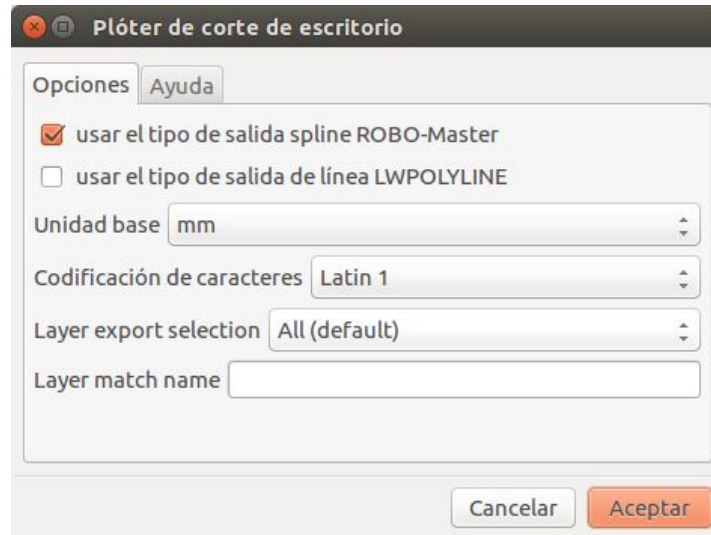 Plóter de corte de escritorio
Opciones Ayuda
usar el tipo de salida spline ROBO-Master
usar el tipo de salida de línea LWPOLYLINE
Unidad base mm
Codificación de caracteres Latin 1
Layer export selection All (default)
Layer match name
Cancelar Aceptar